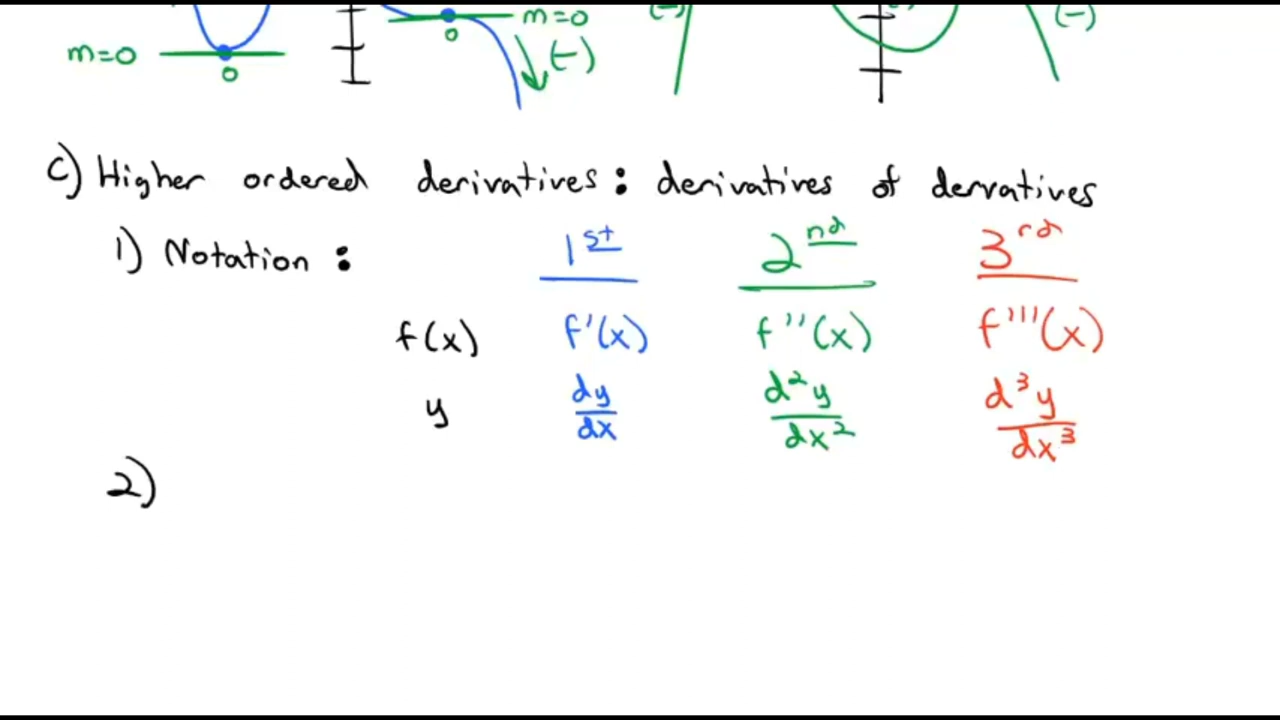 m=0
0
m=0
0
(-)
(-)
(-)
c) Higher ordered derivatives: derivatives of dervatives
1) Notation: 1st 2nd 3rd
f(x) f'(x) f''(x) f'''(x)
y dy/dx d²y/dx² d³y/dx³
2)